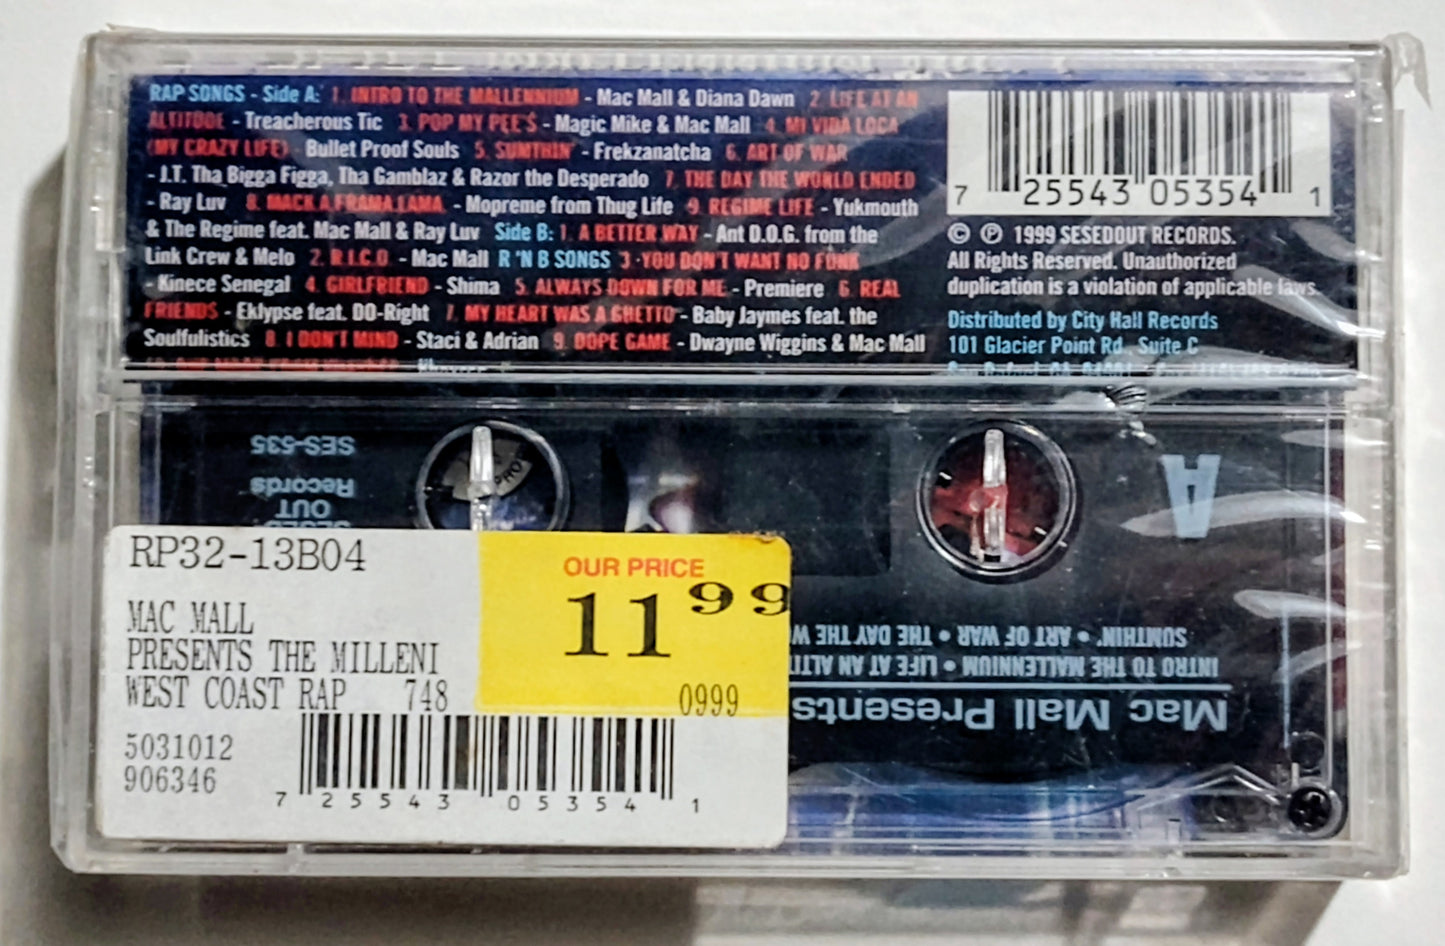 RAP SONGS - Side A: 1. INTRO TO THE MALLENNIUM - Mac Mall & Diana Dawn 2. LIFE AT AN
ALTITUDE - Treacherous Tic 3. POP MY PEE'S - Magic Mike & Mac Mall 4. MI VIDA LOCA
(MY CRAZY LIFE) - Bullet Proof Souls 5. SUMTHIN' - Frekzanatcha 6. ART OF WAR
- J.T. Tha Bigga Figga, Tha Gamblaz & Razor the Desperado 7. THE DAY THE WORLD ENDED
- Ray Luv 8. MACK A FRAMA LAMA - Mopreme from Thug Life 9. REGIME LIFE - Yukmouth
& The Regime feat. Mac Mall & Ray Luv Side B: 1. A BETTER WAY - Ant D.O.G. from the
Link Crew & Melo 2. R.I.C.O - Mac Mall R 'N B SONGS 3. YOU DON'T WANT NO FUNK
- Kinece Senegal 4. GIRLFRIEND - Shima 5. ALWAYS DOWN FOR ME - Premiere 6. REAL
FRIENDS - Eklypse feat. DO-Right 7. MY HEART WAS A GHETTO - Baby Jaymes feat. the
Soulfulistics 8. I DON'T MIND - Staci & Adrian 9. DOPE GAME - Dwayne Wiggins & Mac Mall
7 25543 05354 1
© ℗ 1999 SESEDOUT RECORDS.
All Rights Reserved. Unauthorized
duplication is a violation of applicable laws.
Distributed by City Hall Records
101 Glacier Point Rd., Suite C
SES-535
Records
OUT
SESED
A
SUMTHIN' • ART OF WAR • THE DAY THE W
INTRO TO THE MALLENNIUM • LIFE AT AN ALTI
Mac Mall Presents
RP32-13B04
OUR PRICE
11 99
MAC MALL
PRESENTS THE MILLENI
WEST COAST RAP 748
0999
5031012
906346
7 25543 05354 1